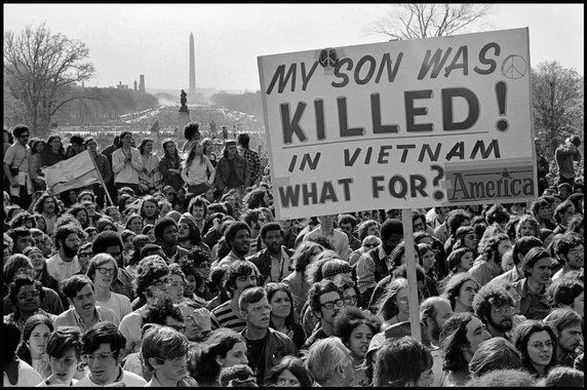 MY SON WAS
KILLED!
IN VIETNAM
WHAT FOR?
America